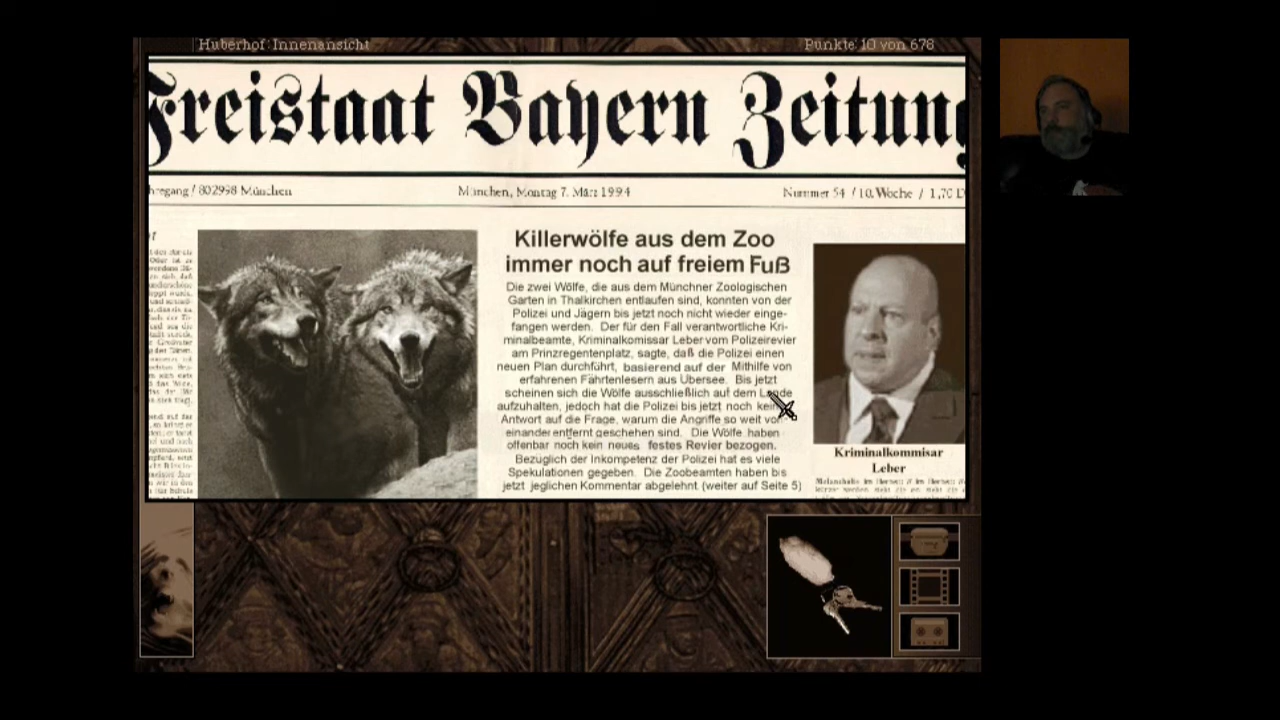 Huberhof: Innenansicht
Punkte: 10 von 678
Freistaat Bayern Zeitung
hregang / 802998 München
München, Montag 7. März 1994
Nummer 54 / 10. Woche / 1,70 D
Killerwölfe aus dem Zoo
immer noch auf freiem Fuß
Die zwei Wölfe, die aus dem Münchner Zoologischen
Garten in Thalkirchen entlaufen sind, konnten von der
Polizei und Jägern bis jetzt noch nicht wieder einge-
fangen werden. Der für den Fall verantwortliche Kri-
minalbeamte, Kriminalkomissar Leber vom Polizeirevier
am Prinzregentenplatz, sagte, daß die Polizei einen
neuen Plan durchführt, basierend auf der Mithilfe von
erfahrenen Fährtenlesern aus Übersee. Bis jetzt
scheinen sich die Wölfe ausschließlich auf dem Lande
aufzuhalten, jedoch hat die Polizei bis jetzt noch
Antwort auf die Frage, warum die Angriffe so weit von-
einander entfernt geschehen sind. Die Wölfe haben
offenbar noch kein neues festes Revier bezogen.
Bezüglich der Inkompetenz der Polizei hat es viele
Spekulationen gegeben. Die Zoobeamten haben bis
jetzt jeglichen Kommentar abgelehnt (weiter auf Seite 5)
Kriminalkommisar
Leber